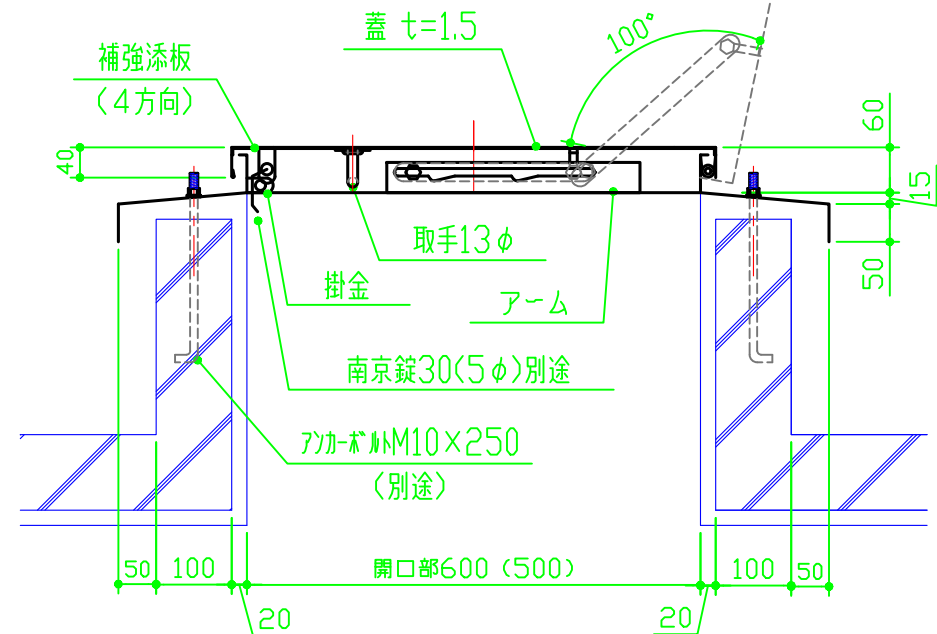 蓋 t=1.5
100°
補強添板
(4方向)
40
60
15
50
取手13φ
掛金
アーム
南京錠30(5φ)別途
アンカーボルトM10×250
(別途)
50
100
開口部600 (500)
100
50
20
20